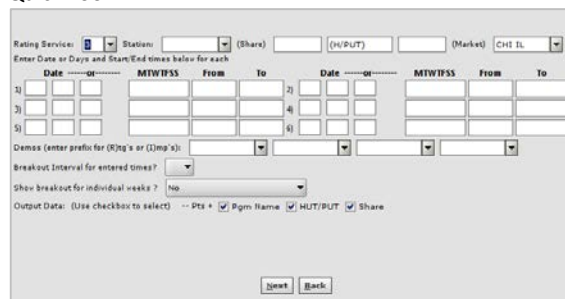 Rating Service: 3 Station: (Share) (H/PUT) (Market) CHI IL
Enter Date or Days and Start/End times below for each
Date ------or-------- MTWTFSS From To Date ------or-------- MTWTFSS From To
1) 2)
3) 4)
5) 6)
Demos (enter prefix for (R)tg's or (I)mp's):
Breakout Interval for entered times?
Show breakout for individual weeks ? No
Output Data: (Use checkbox to select) -- Pts + Pgm Name HUT/PUT Share
Next Back